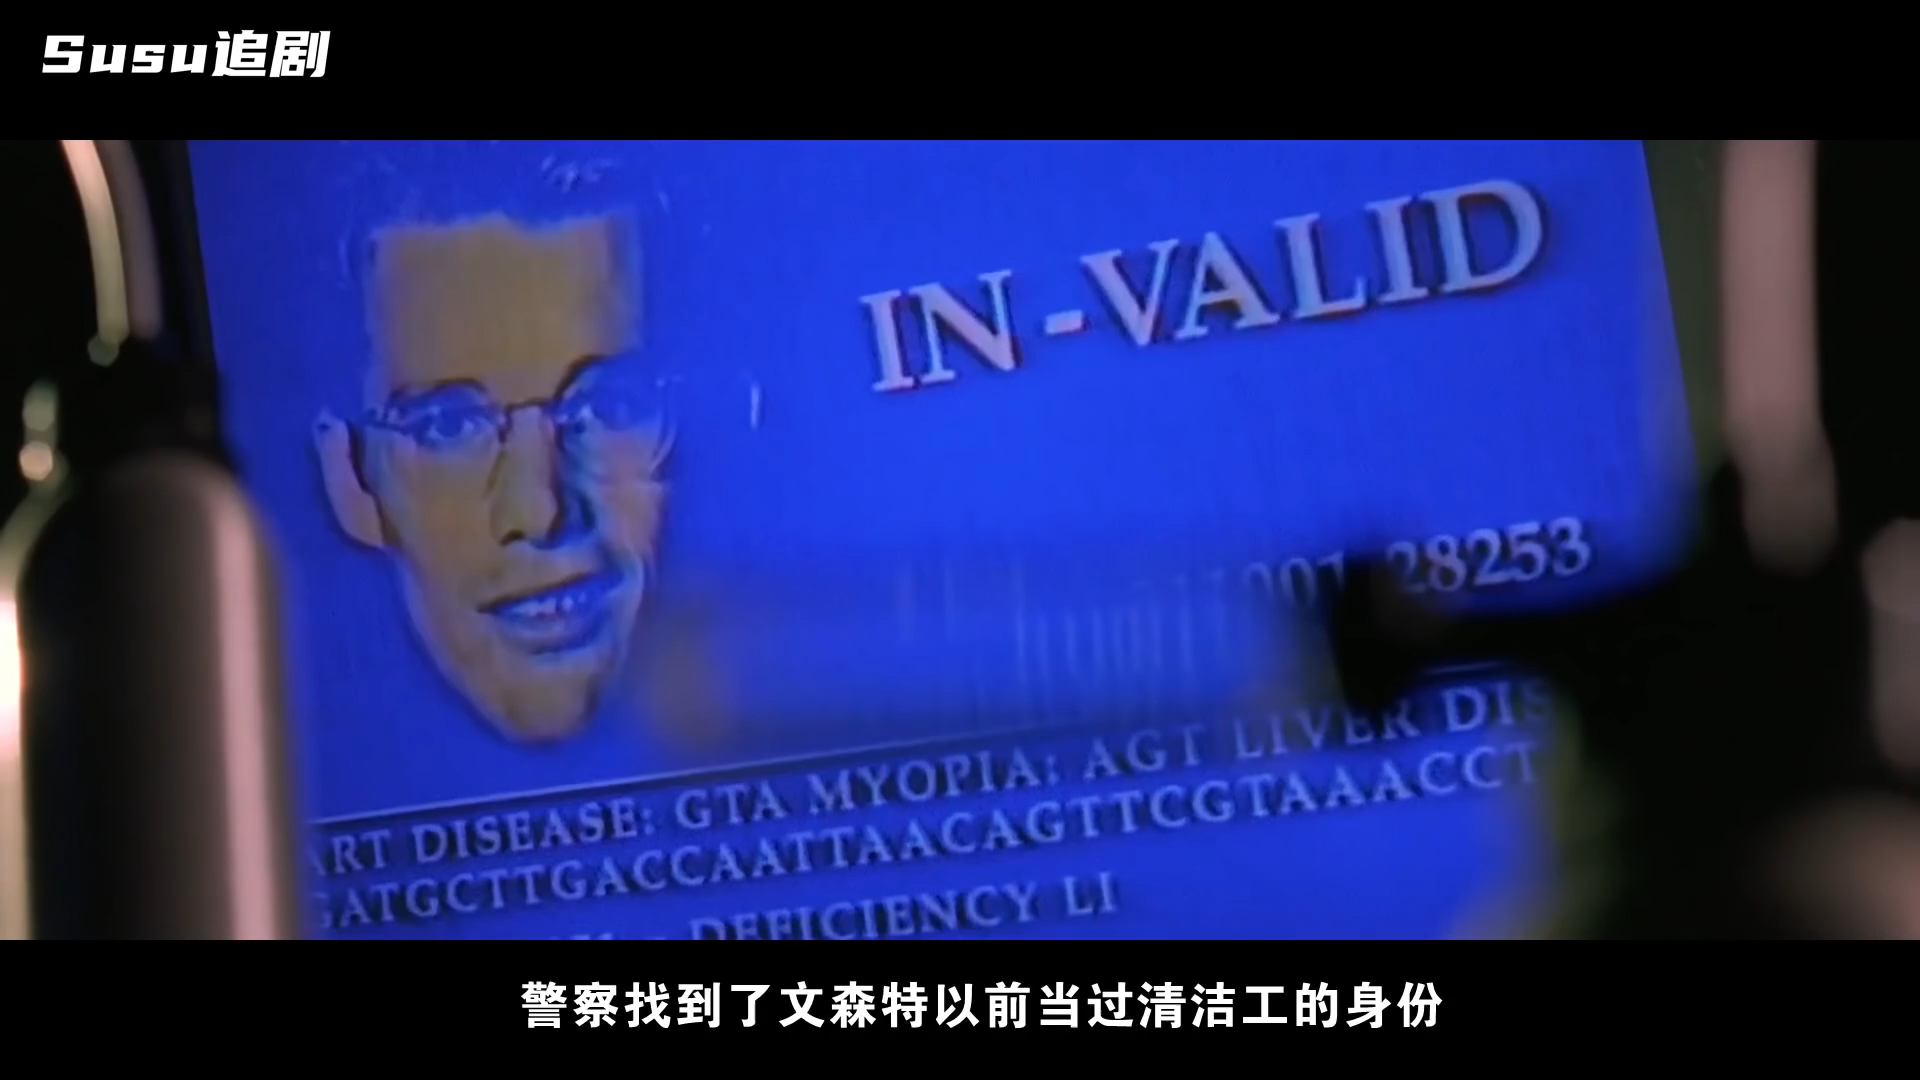 Susu追剧
IN-VALID
28253
ART DISEASE: GTA MYOPIA: AGT LIVER DIS
GATGCTTGACCAATTAACAGTTCGTAAACCT
DEFICIENCY LI
警察找到了文森特以前当过清洁工的身份